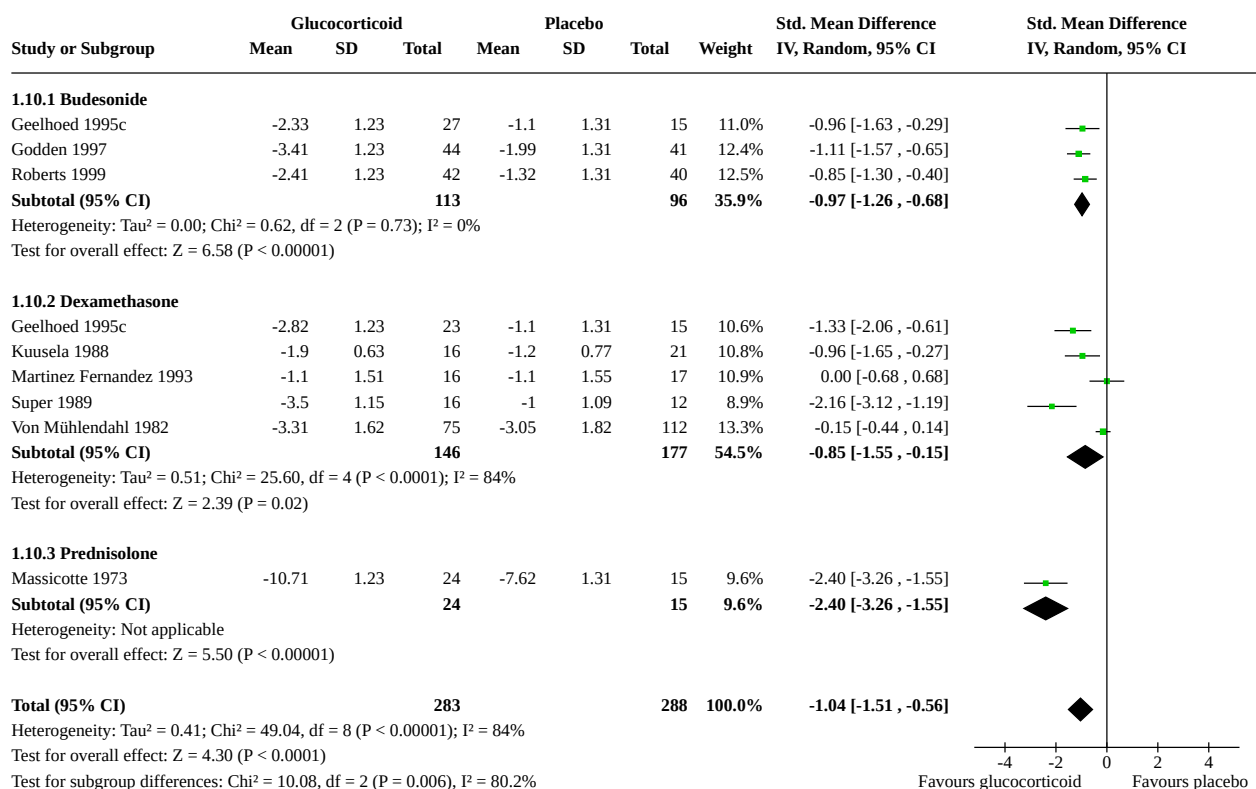 Glucocorticoid Placebo Std. Mean Difference Std. Mean Difference
Study or Subgroup Mean SD Total Mean SD Total Weight IV, Random, 95% CI IV, Random, 95% CI
1.10.1 Budesonide
Geelhoed 1995c -2.33 1.23 27 -1.1 1.31 15 11.0% -0.96 [-1.63 , -0.29]
Godden 1997 -3.41 1.23 44 -1.99 1.31 41 12.4% -1.11 [-1.57 , -0.65]
Roberts 1999 -2.41 1.23 42 -1.32 1.31 40 12.5% -0.85 [-1.30 , -0.40]
Subtotal (95% CI) 113 96 35.9% -0.97 [-1.26 , -0.68]
Heterogeneity: Tau² = 0.00; Chi² = 0.62, df = 2 (P = 0.73); I² = 0%
Test for overall effect: Z = 6.58 (P < 0.00001)
1.10.2 Dexamethasone
Geelhoed 1995c -2.82 1.23 23 -1.1 1.31 15 10.6% -1.33 [-2.06 , -0.61]
Kuusela 1988 -1.9 0.63 16 -1.2 0.77 21 10.8% -0.96 [-1.65 , -0.27]
Martinez Fernandez 1993 -1.1 1.51 16 -1.1 1.55 17 10.9% 0.00 [-0.68 , 0.68]
Super 1989 -3.5 1.15 16 -1 1.09 12 8.9% -2.16 [-3.12 , -1.19]
Von Mühlendahl 1982 -3.31 1.62 75 -3.05 1.82 112 13.3% -0.15 [-0.44 , 0.14]
Subtotal (95% CI) 146 177 54.5% -0.85 [-1.55 , -0.15]
Heterogeneity: Tau² = 0.51; Chi² = 25.60, df = 4 (P < 0.0001); I² = 84%
Test for overall effect: Z = 2.39 (P = 0.02)
1.10.3 Prednisolone
Massicotte 1973 -10.71 1.23 24 -7.62 1.31 15 9.6% -2.40 [-3.26 , -1.55]
Subtotal (95% CI) 24 15 9.6% -2.40 [-3.26 , -1.55]
Heterogeneity: Not applicable
Test for overall effect: Z = 5.50 (P < 0.00001)
Total (95% CI) 283 288 100.0% -1.04 [-1.51 , -0.56]
Heterogeneity: Tau² = 0.41; Chi² = 49.04, df = 8 (P < 0.00001); I² = 84%
Test for overall effect: Z = 4.30 (P < 0.0001)
-4 -2 0 2 4
Test for subgroup differences: Chi² = 10.08, df = 2 (P = 0.006), I² = 80.2%
Favours glucocorticoid Favours placebo